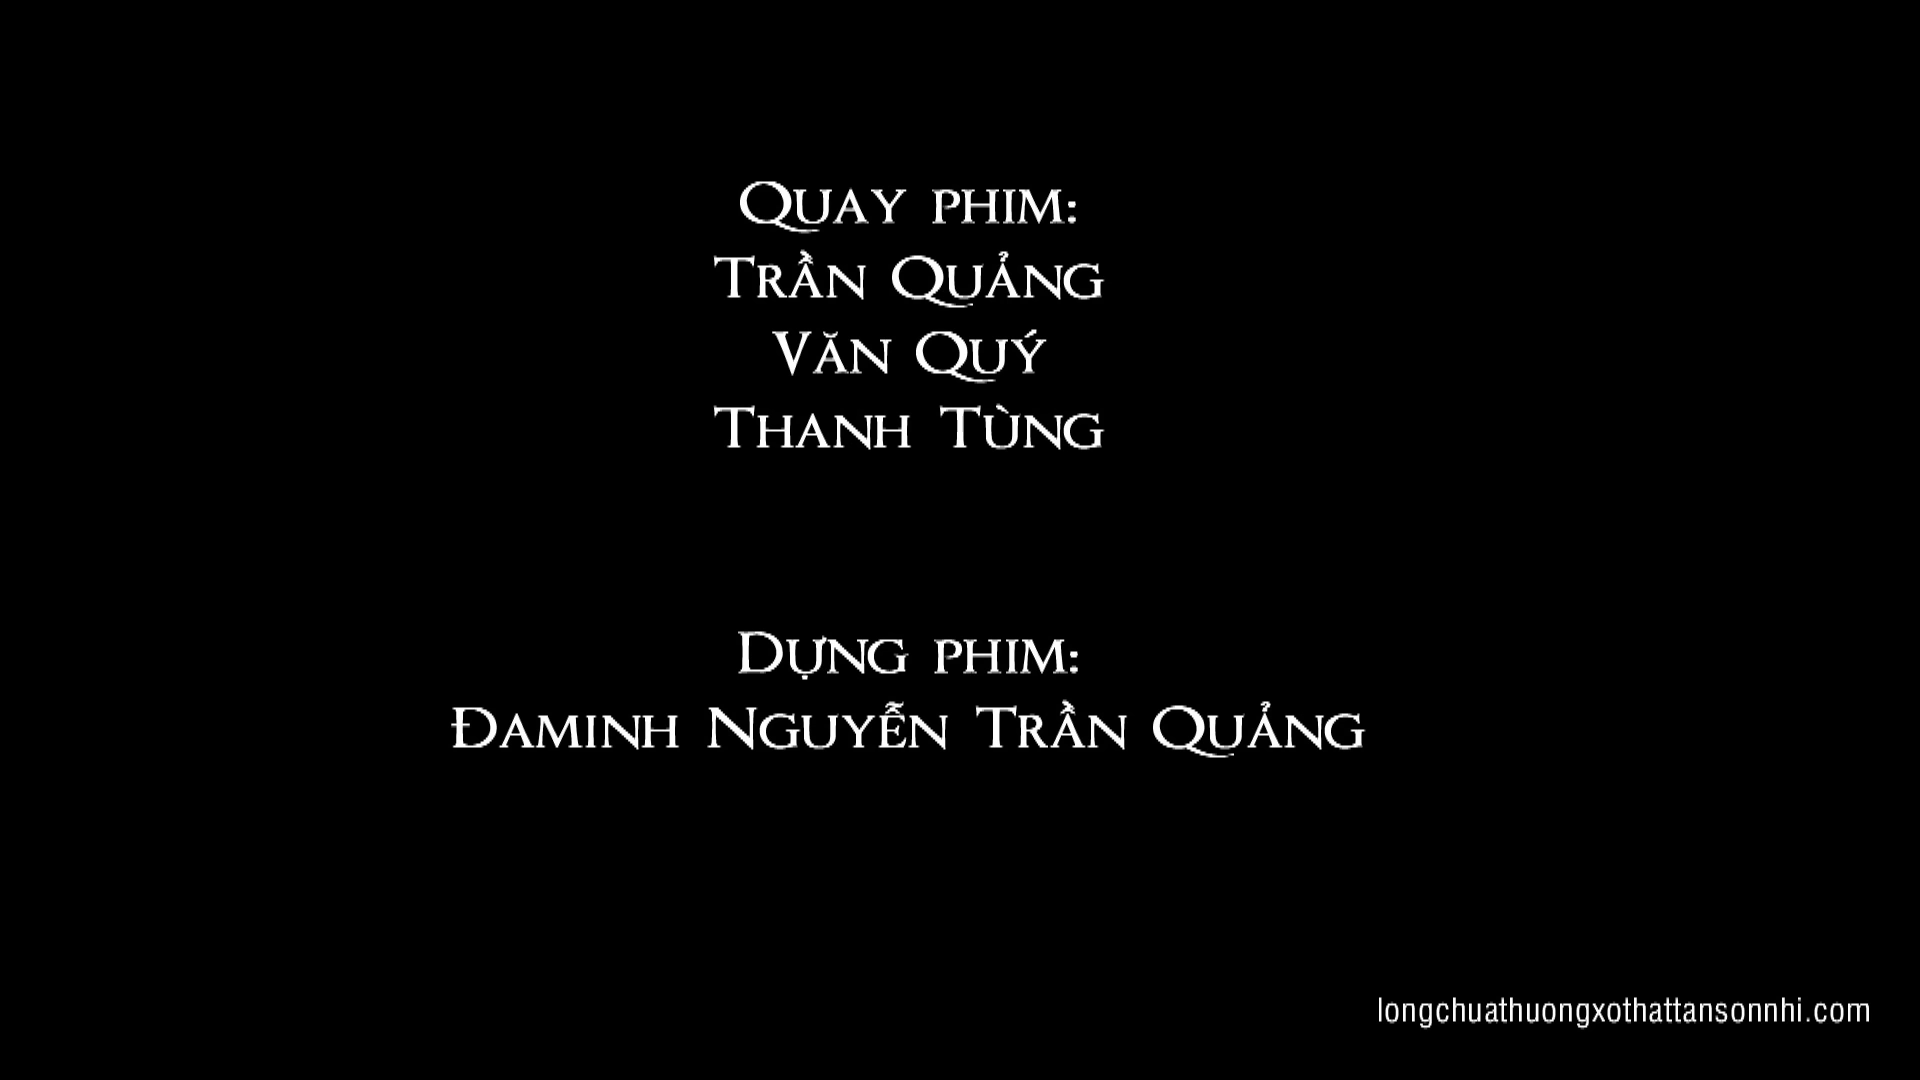 Quay phim:
Trần Quảng
Văn Quý
Thanh Tùng
Dựng phim:
Đaminh Nguyễn Trần Quảng
longchuathuongxothattansonnhi.com